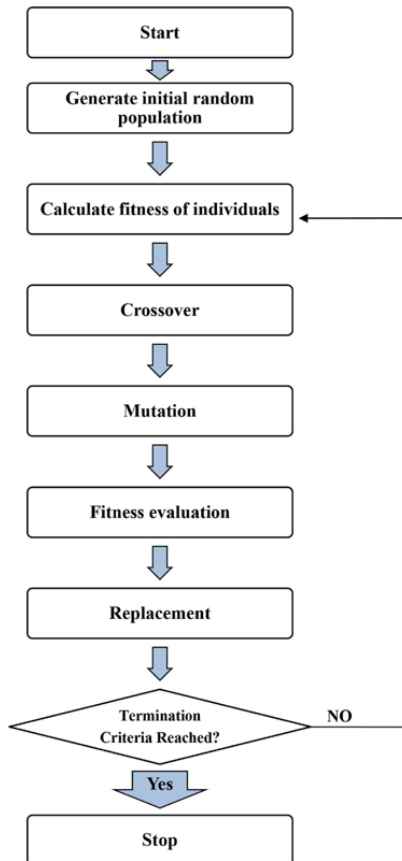 Start
Generate initial random
population
Calculate fitness of individuals
Crossover
Mutation
Fitness evaluation
Replacement
Termination
Criteria Reached?
NO
Yes
Stop